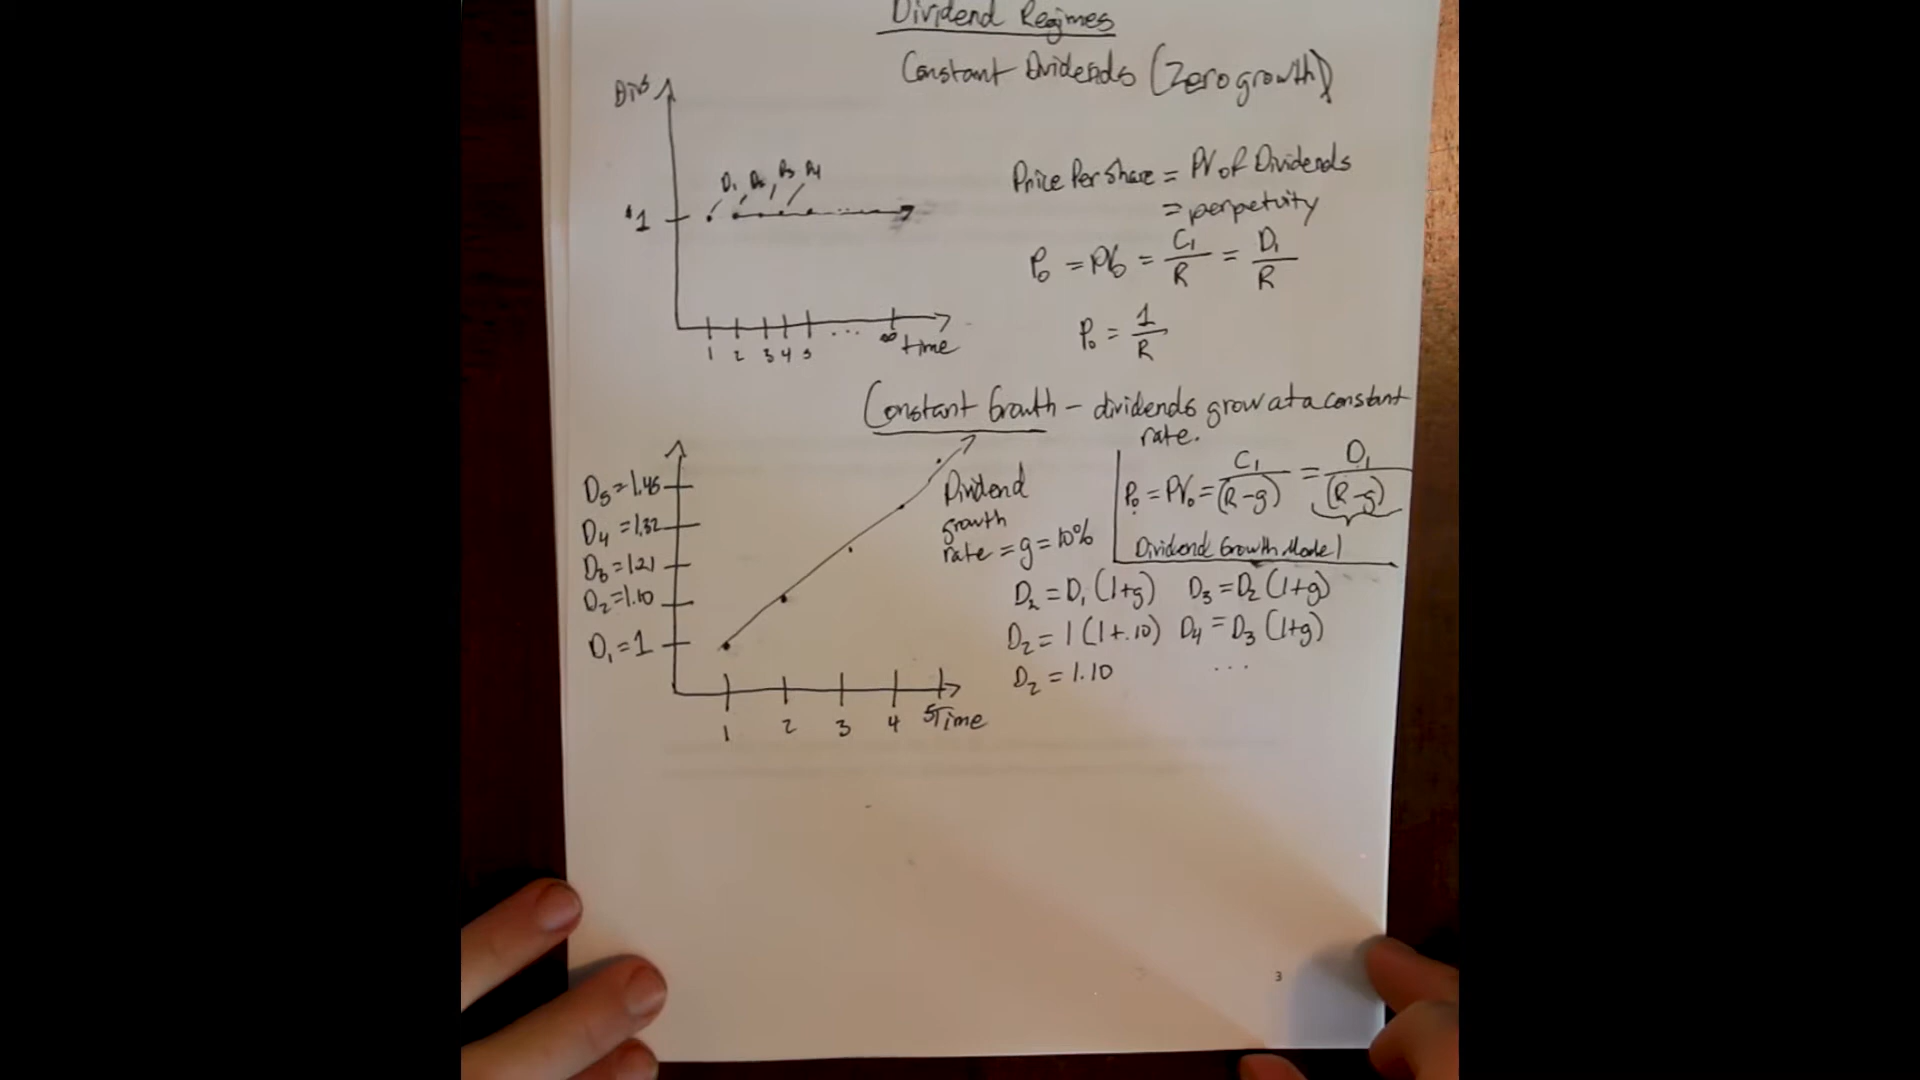 Dividend Regimes
Constant Dividends (Zero growth)
Divs
D₁ D₂ D₃ D₄
$1
1 2 3 4 5 ... ∞ time
Price Per Share = PV of Dividends
= perpetuity
P₀ = PV₀ = C₁/R = D₁/R
P₀ = 1/R
Constant Growth - dividends grow at a constant
rate.
D₅ = 1.46
D₄ = 1.32
D₃ = 1.21
D₂ = 1.10
D₁ = 1
1 2 3 4 5 Time
Dividend
growth
rate = g = 10%
P₀ = PV₀ = C₁/(R-g) = D₁/(R-g)
Dividend Growth Model
D₂ = D₁ (1+g) D₃ = D₂ (1+g)
D₂ = 1 (1+.10) D₄ = D₃ (1+g)
D₂ = 1.10 ...
3